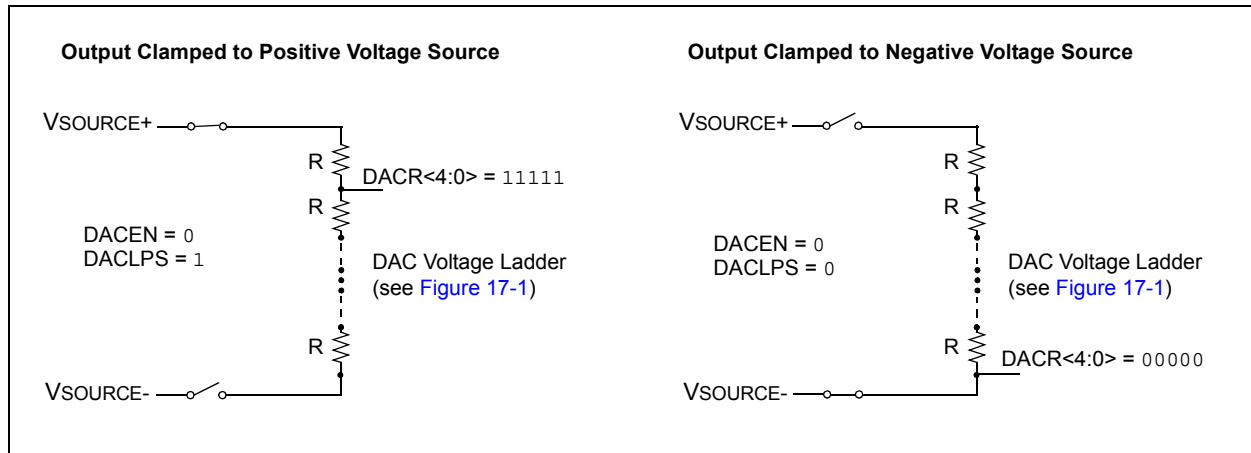 Output Clamped to Positive Voltage Source
VSOURCE+
R
DACR<4:0> = 11111
R
DACEN = 0
DACLPS = 1
DAC Voltage Ladder
(see Figure 17-1)
R
VSOURCE-
Output Clamped to Negative Voltage Source
VSOURCE+
R
R
DACEN = 0
DACLPS = 0
DAC Voltage Ladder
(see Figure 17-1)
R
DACR<4:0> = 00000
VSOURCE-